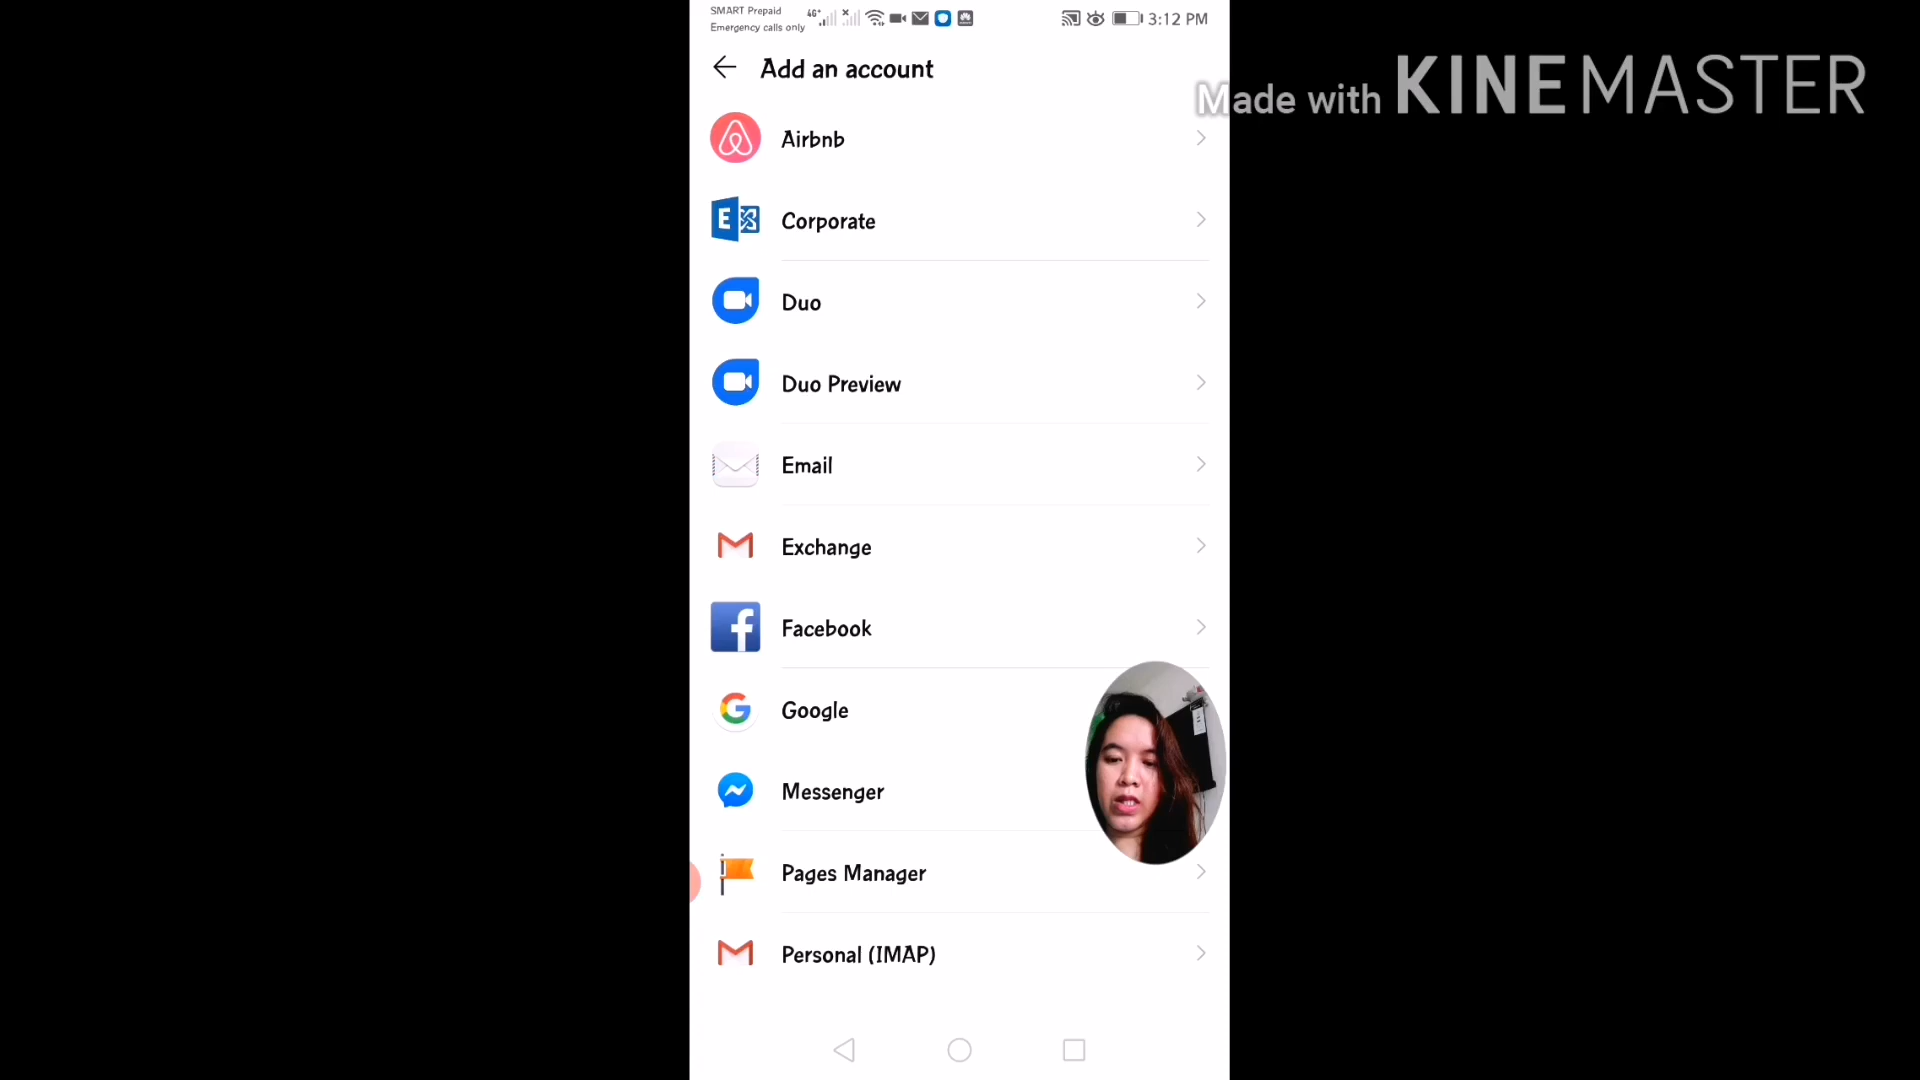 SMART Prepaid
Emergency calls only
4G+
3:12 PM
Add an account
Made with KINEMASTER
Airbnb
Corporate
Duo
Duo Preview
Email
Exchange
Facebook
Google
Messenger
Pages Manager
Personal (IMAP)